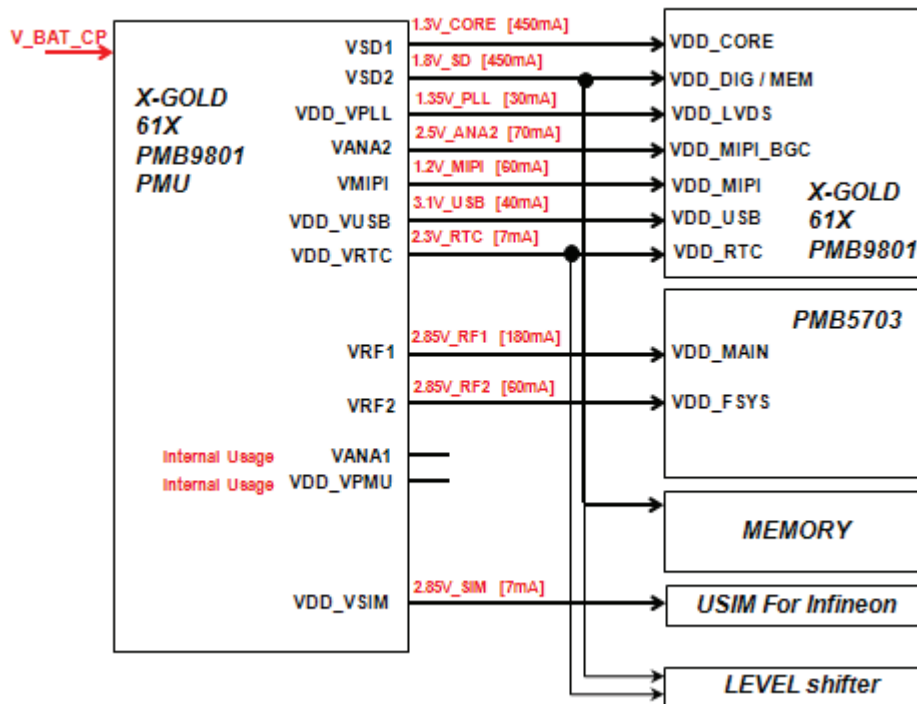 V_BAT_CP
X-GOLD
61X
PMB9801
PMU
VSD1
VSD2
VDD_VPLL
VANA2
VMIPI
VDD_VUSB
VDD_VRTC
VRF1
VRF2
Internal Usage VANA1
Internal Usage VDD_VPMU
VDD_VSIM
1.3V_CORE [450mA]
1.8V_SD [450mA]
1.35V_PLL [30mA]
2.5V_ANA2 [70mA]
1.2V_MIPI [60mA]
3.1V_USB [40mA]
2.3V_RTC [7mA]
2.85V_RF1 [180mA]
2.85V_RF2 [60mA]
2.85V_SIM [7mA]
VDD_CORE
VDD_DIG / MEM
VDD_LVDS
VDD_MIPI_BGC
VDD_MIPI
VDD_USB
VDD_RTC
X-GOLD
61X
PMB9801
PMB5703
VDD_MAIN
VDD_FSYS
MEMORY
USIM For Infineon
LEVEL shifter